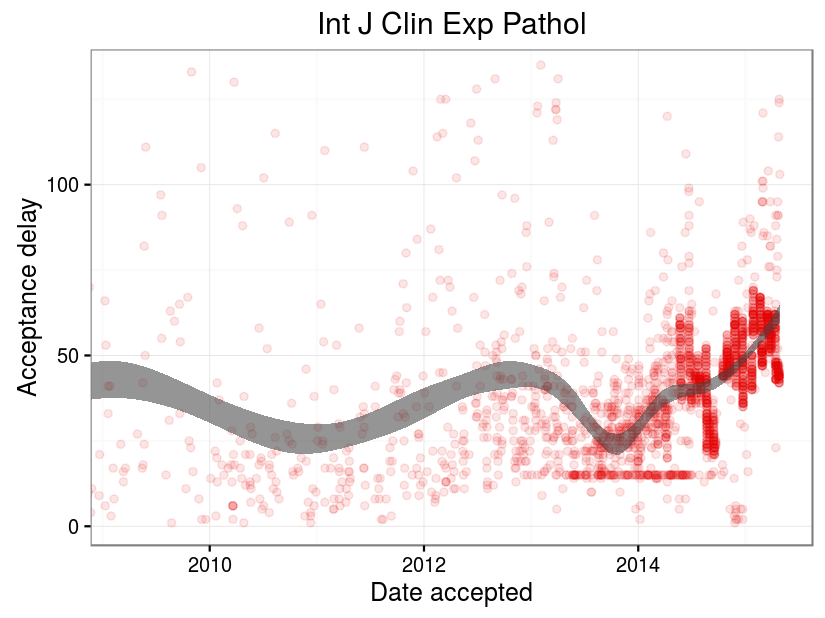 Int J Clin Exp Pathol
Acceptance delay
100
50
0
2010 2012 2014
Date accepted